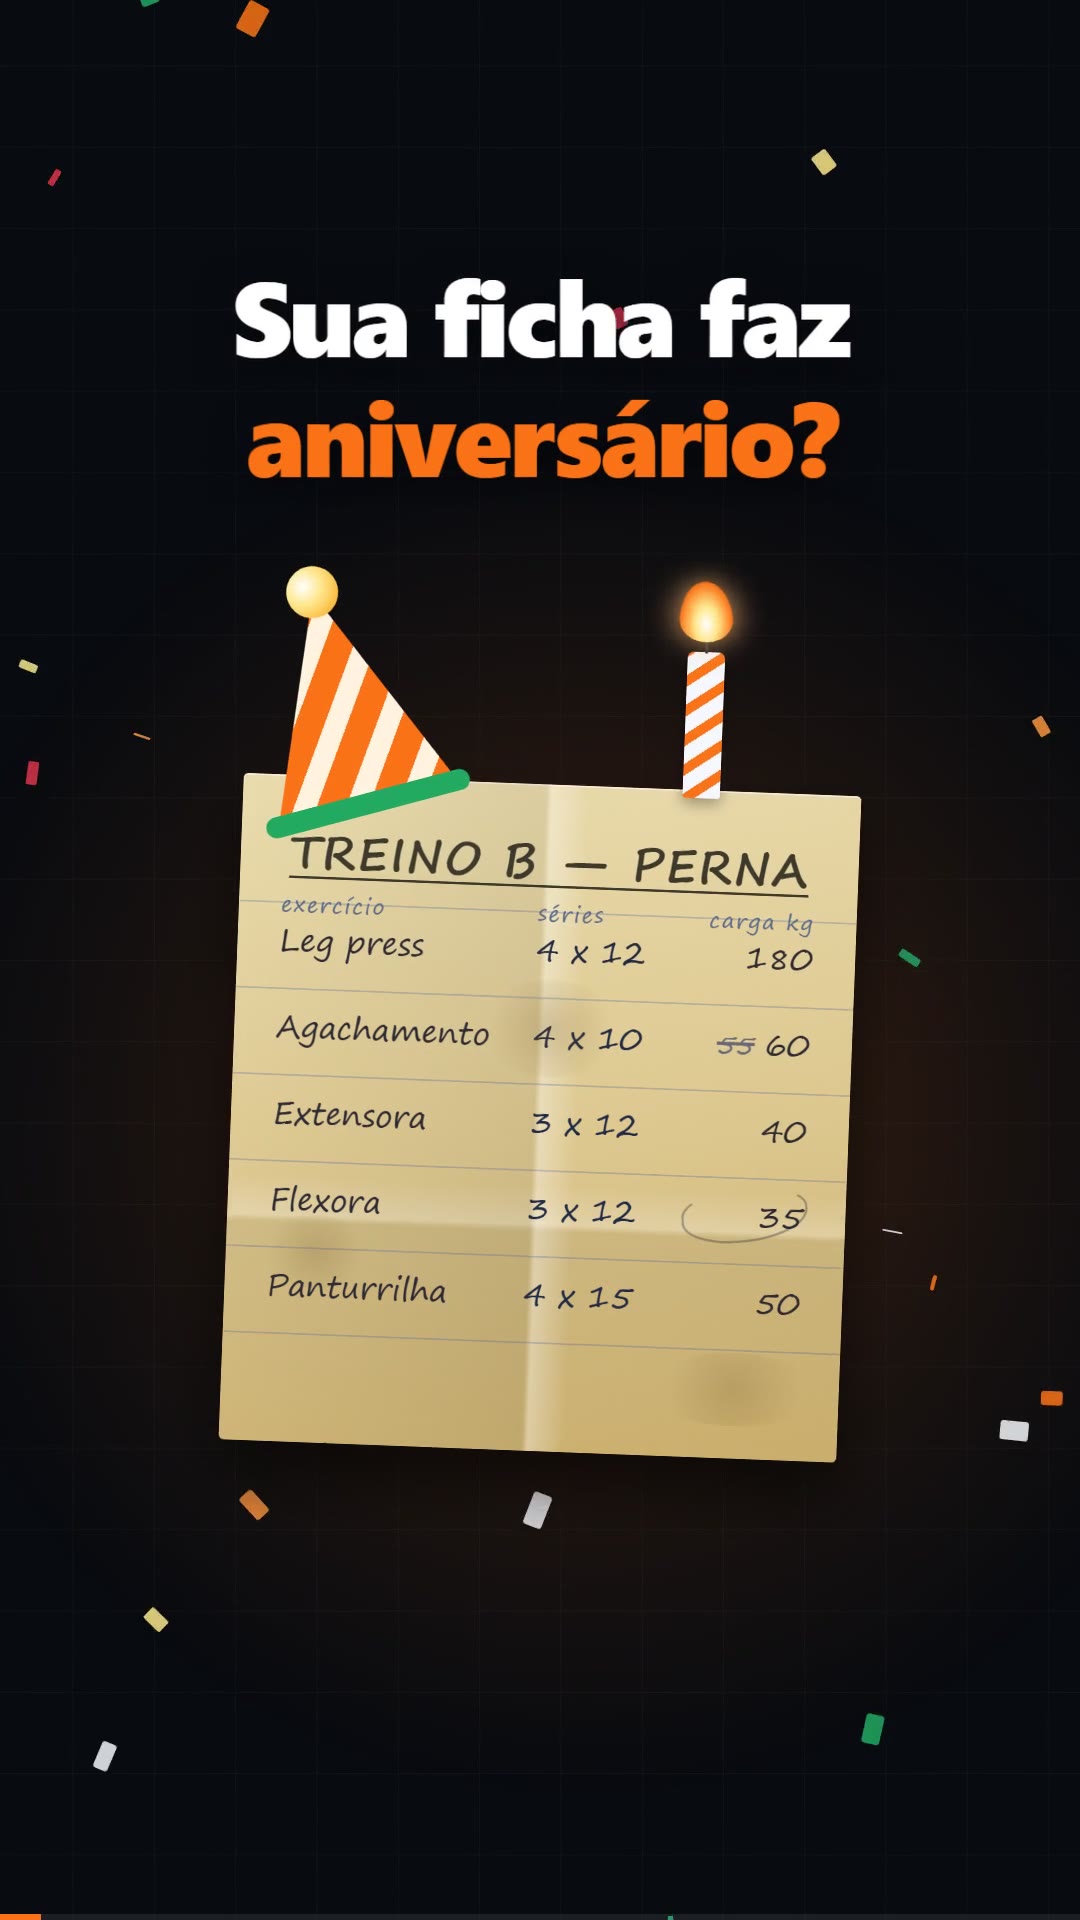 Sua ficha faz
aniversário?
TREINO B — PERNA
exercício séries carga kg
Leg press 4 x 12 180
Agachamento 4 x 10 55 60
Extensora 3 x 12 40
Flexora 3 x 12 35
Panturrilha 4 x 15 50